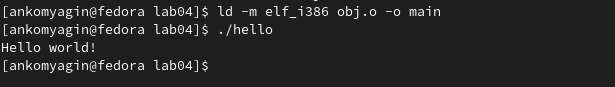 [ankomyagin@fedora lab04]$ ld -m elf_i386 obj.o -o main
[ankomyagin@fedora lab04]$ ./hello
Hello world!
[ankomyagin@fedora lab04]$